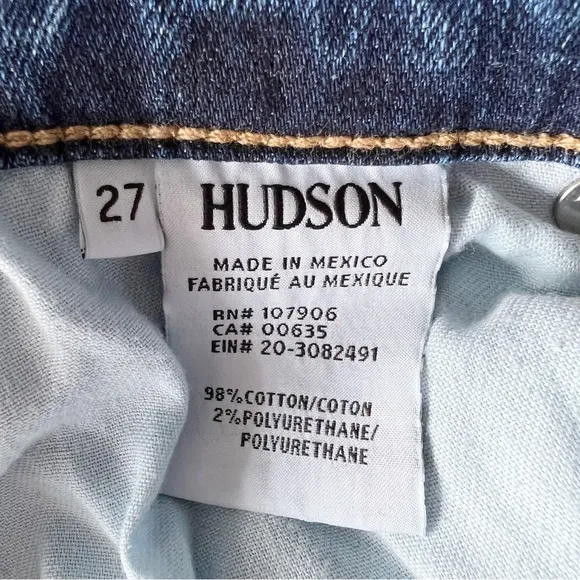 27
HUDSON
MADE IN MEXICO
FABRIQUÉ AU MEXIQUE
RN# 107906
CA# 00635
EIN# 20-3082491
98%COTTON/COTON
2%POLYURETHANE/
POLYURETHANE